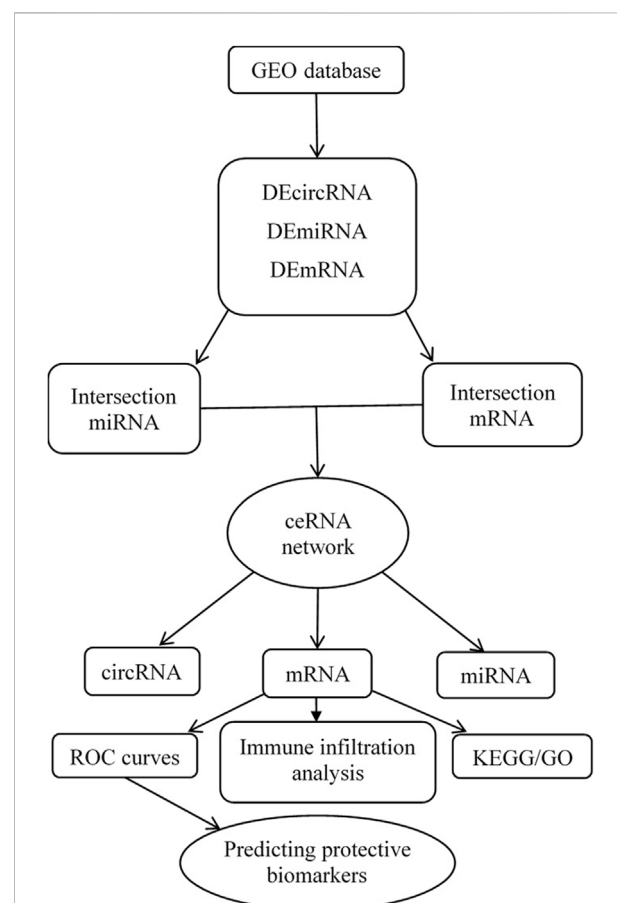 GEO database
DEcircRNA
DEmiRNA
DEmRNA
Intersection
miRNA
Intersection
mRNA
ceRNA
network
circRNA
mRNA
miRNA
ROC curves
Immune infiltration
analysis
KEGG/GO
Predicting protective
biomarkers